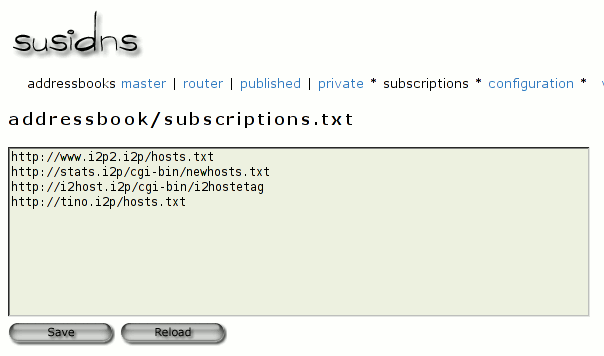 susidns
addressbooks master | router | published | private * subscriptions * configuration *
addressbook/subscriptions.txt
http://www.i2p2.i2p/hosts.txt
http://stats.i2p/cgi-bin/newhosts.txt
http://i2host.i2p/cgi-bin/i2hostetag
http://tino.i2p/hosts.txt
Save Reload